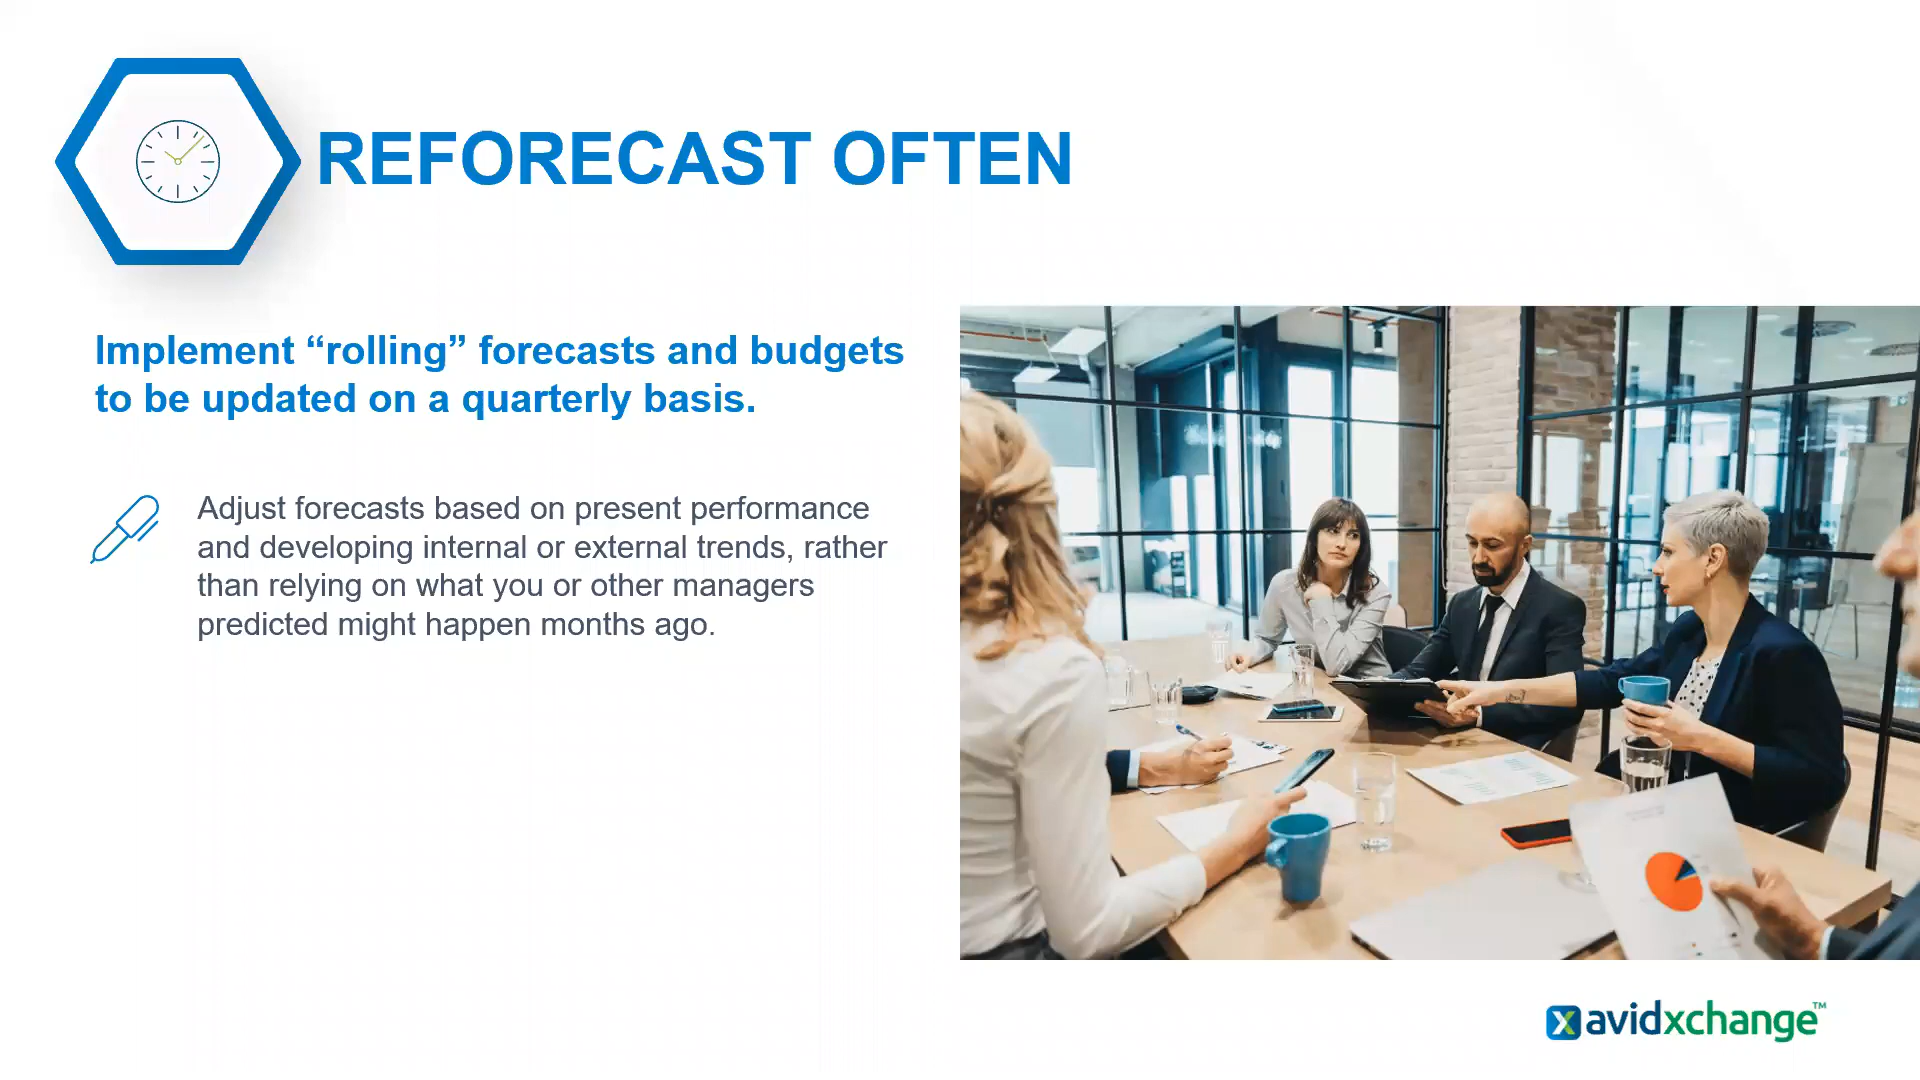 REFORECAST OFTEN
Implement “rolling” forecasts and budgets
to be updated on a quarterly basis.
Adjust forecasts based on present performance
and developing internal or external trends, rather
than relying on what you or other managers
predicted might happen months ago.
avidxchange™